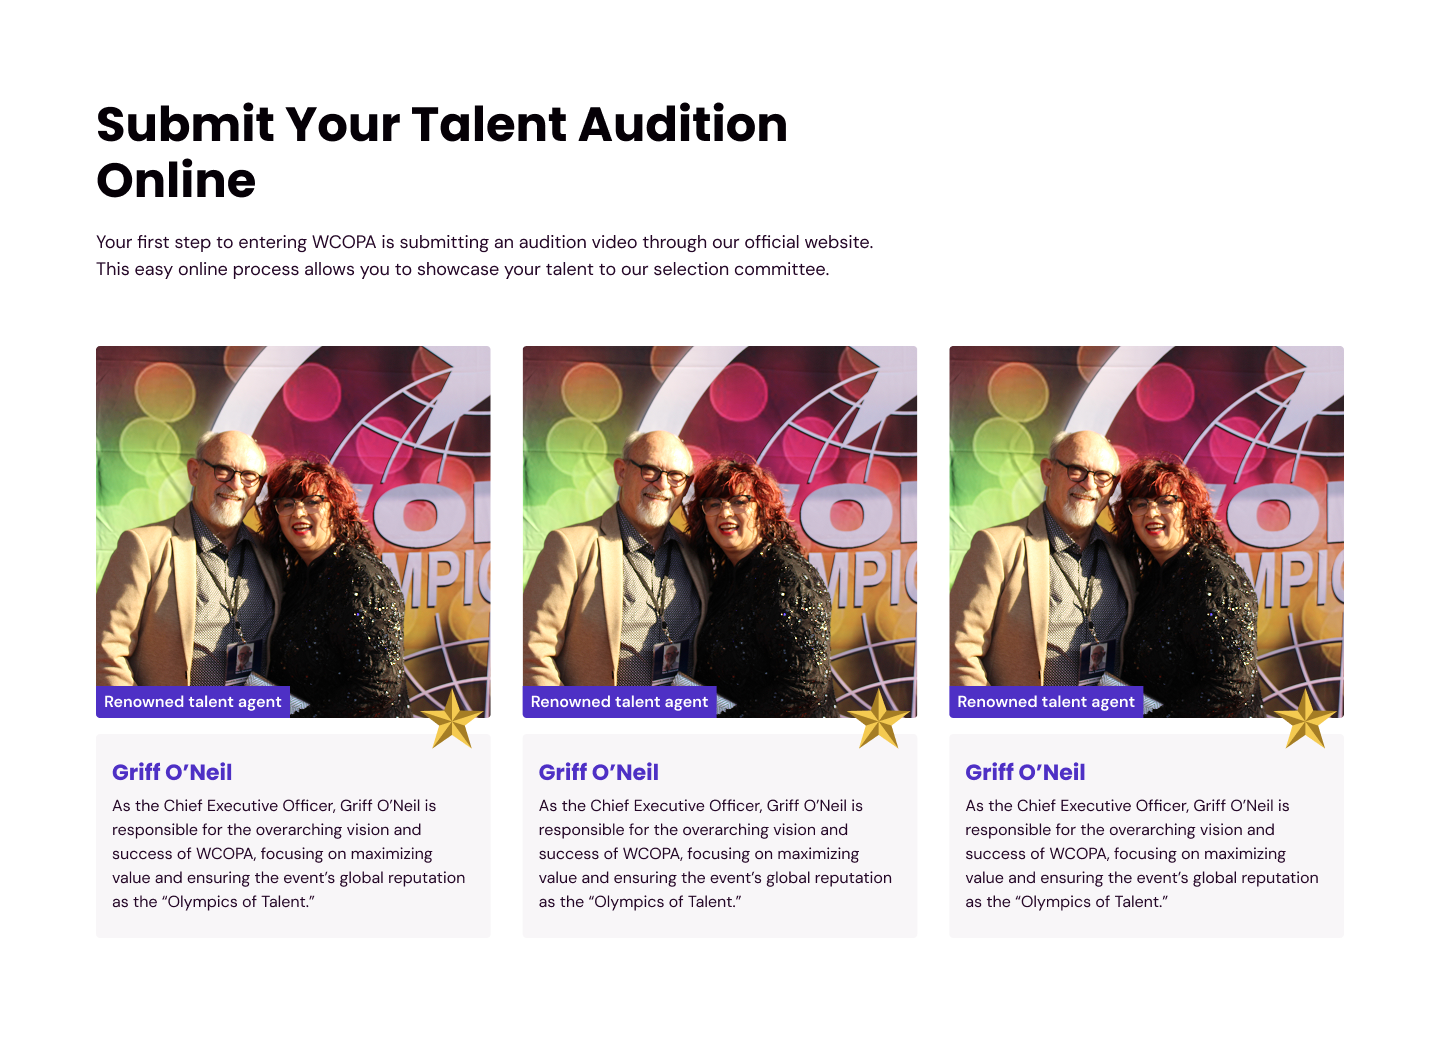 Submit Your Talent Audition
Online
Your first step to entering WCOPA is submitting an audition video through our official website.
This easy online process allows you to showcase your talent to our selection committee.
Renowned talent agent
Griff O’Neil
As the Chief Executive Officer, Griff O’Neil is
responsible for the overarching vision and
success of WCOPA, focusing on maximizing
value and ensuring the event’s global reputation
as the “Olympics of Talent.”
Renowned talent agent
Griff O’Neil
As the Chief Executive Officer, Griff O’Neil is
responsible for the overarching vision and
success of WCOPA, focusing on maximizing
value and ensuring the event’s global reputation
as the “Olympics of Talent.”
Renowned talent agent
Griff O’Neil
As the Chief Executive Officer, Griff O’Neil is
responsible for the overarching vision and
success of WCOPA, focusing on maximizing
value and ensuring the event’s global reputation
as the “Olympics of Talent.”